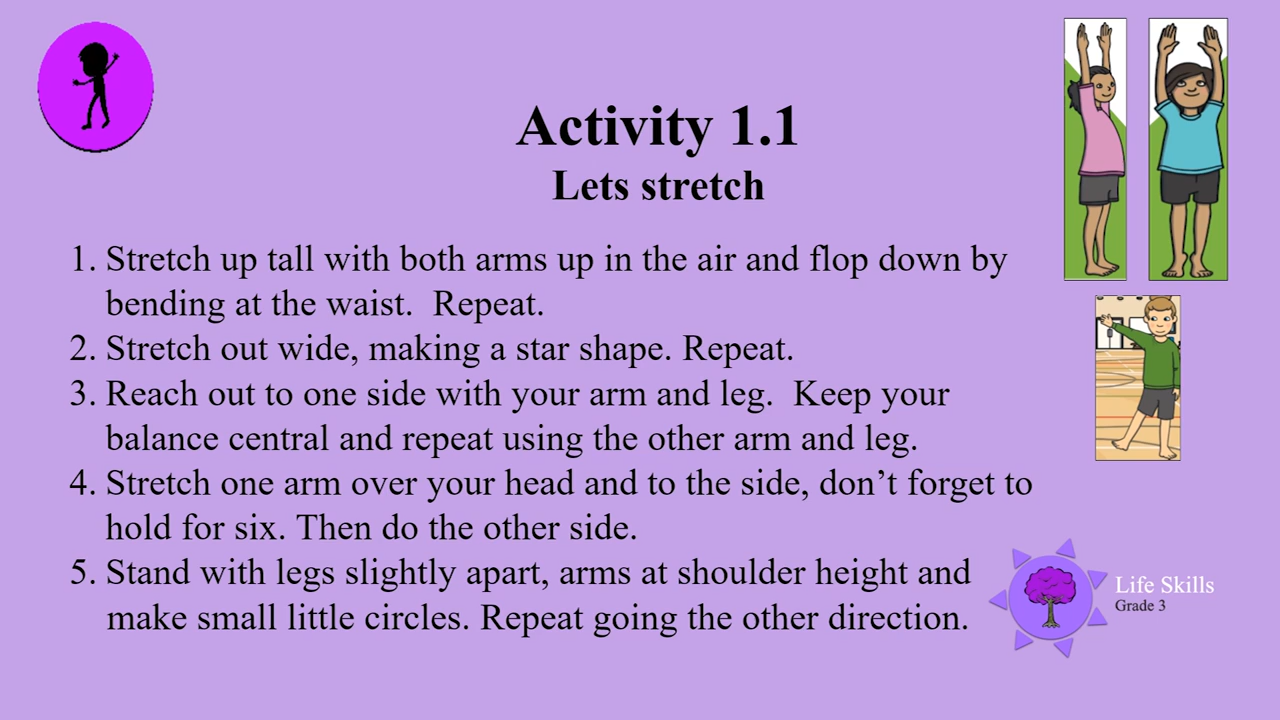 Activity 1.1
Lets stretch
1. Stretch up tall with both arms up in the air and flop down by
bending at the waist.  Repeat.
2. Stretch out wide, making a star shape. Repeat.
3. Reach out to one side with your arm and leg.  Keep your
balance central and repeat using the other arm and leg.
4. Stretch one arm over your head and to the side, don’t forget to
hold for six. Then do the other side.
5. Stand with legs slightly apart, arms at shoulder height and
make small little circles. Repeat going the other direction.
Life Skills
Grade 3